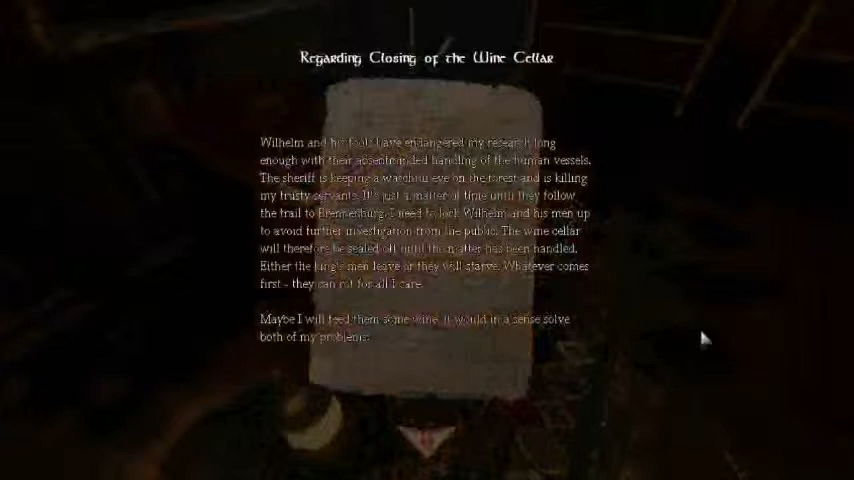 Regarding Closing of the Wine Cellar
Wilhelm and his fools have endangered my research long
enough with their absentminded handling of the human vessels.
The sheriff is keeping a watchful eye on the forest and is killing
my trusty servants. It's just a matter of time until they follow
the trail to Brennenburg. I need to lock Wilhelm and his men up
to avoid further investigation from the public. The wine cellar
will therefore be sealed off until the matter has been handled.
Either the king's men leave or they will starve. Whatever comes
first - they can rot for all I care.
Maybe I will feed them some wine, it would in a sense solve
both of my problems.